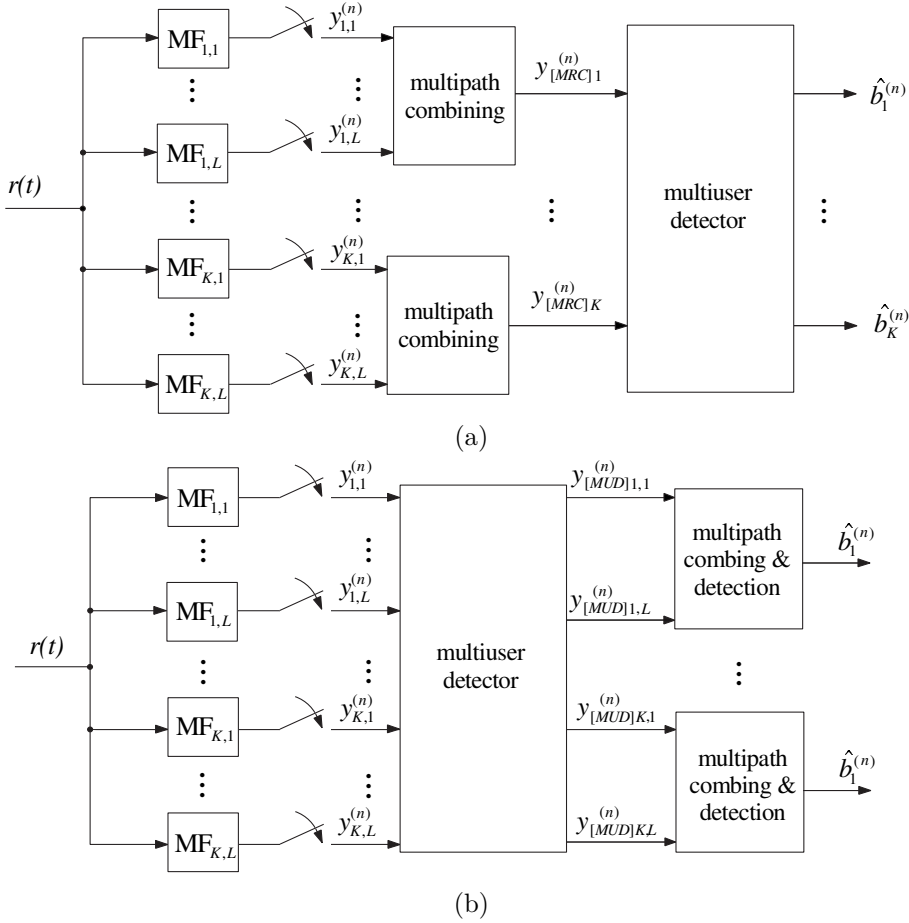 MF1,1
y1,1(n)
multipath
combining
y[MRC]1(n)
b̂1(n)
MF1,L
y1,L(n)
r(t)
multiuser
detector
MFK,1
yK,1(n)
multipath
combining
y[MRC]K(n)
b̂K(n)
MFK,L
yK,L(n)
(a)
MF1,1
y1,1(n)
y[MUD]1,1(n)
multipath
combing &
detection
b̂1(n)
MF1,L
y1,L(n)
y[MUD]1,L(n)
r(t)
multiuser
detector
MFK,1
yK,1(n)
y[MUD]K,1(n)
multipath
combing &
detection
b̂1(n)
MFK,L
yK,L(n)
y[MUD]K,L(n)
(b)